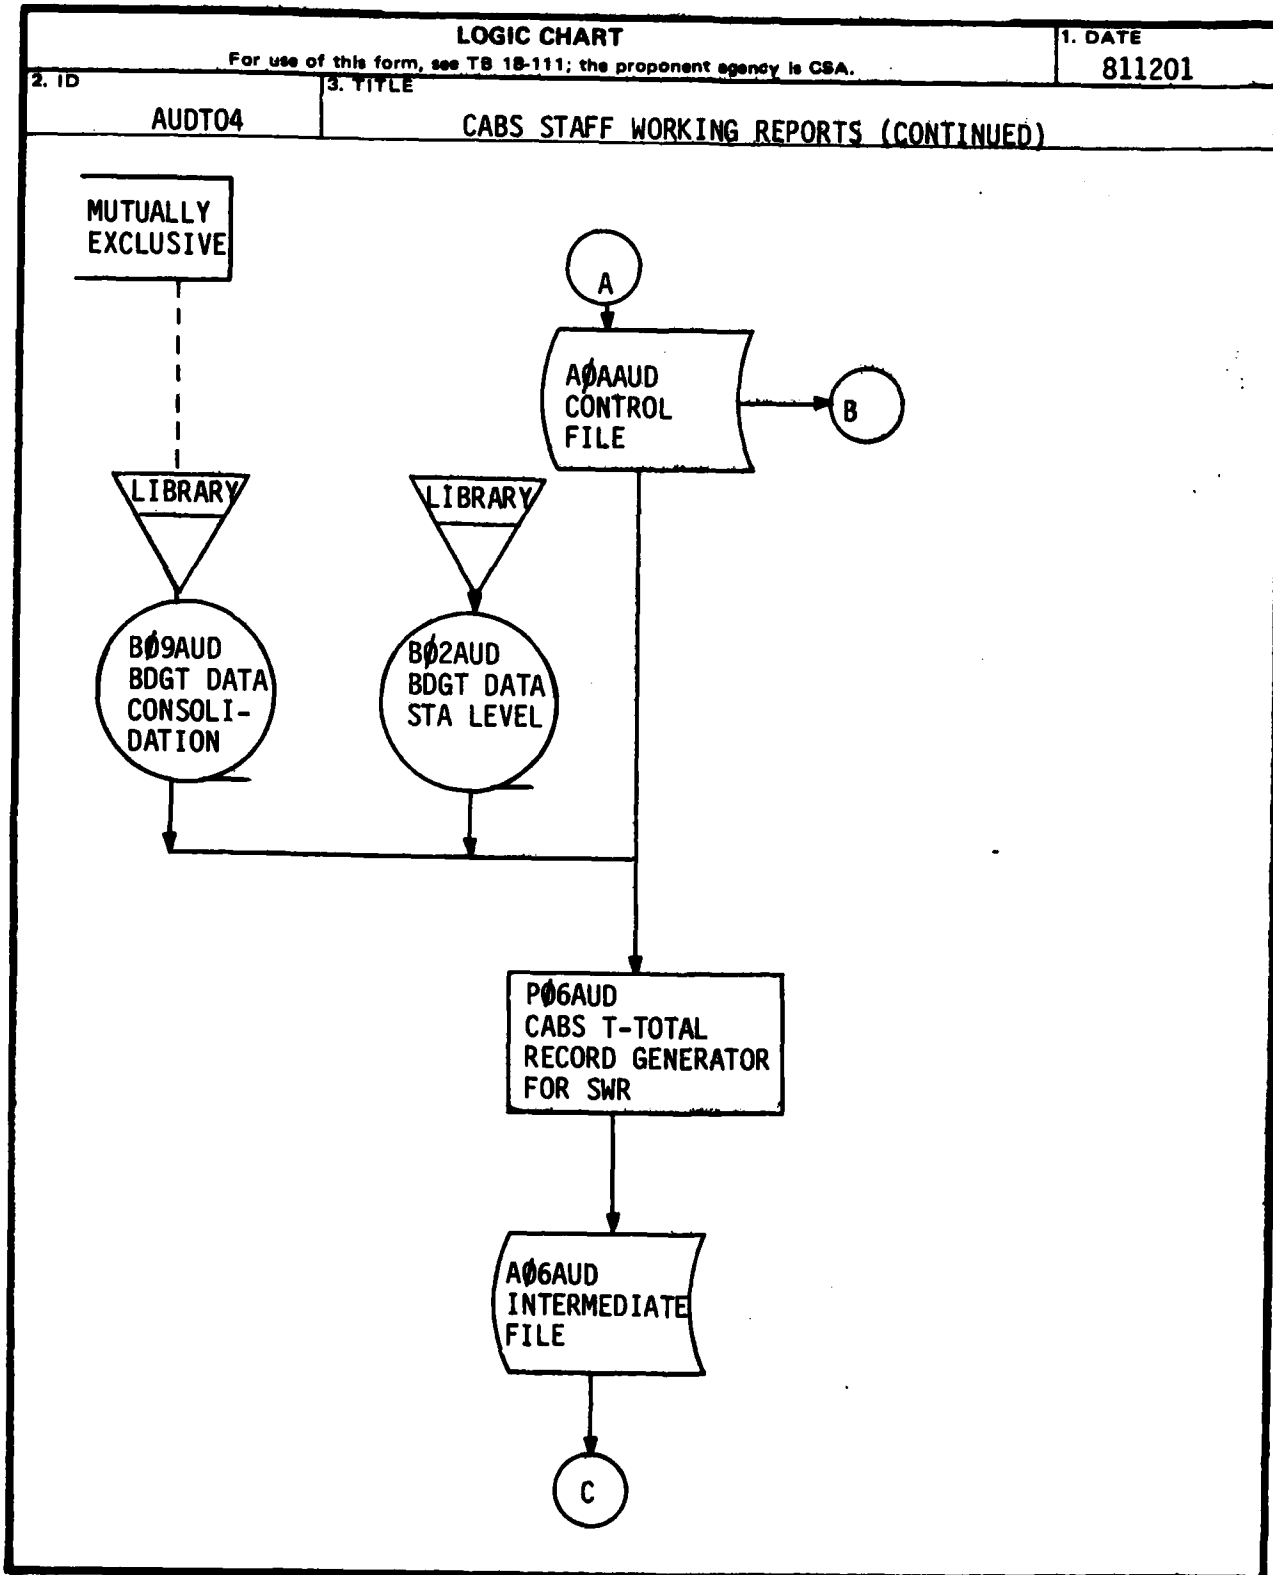 LOGIC CHART
For use of this form, see TB 18-111; the proponent agency is CSA.
1. DATE
811201
2. ID
AUDT04
3. TITLE
CABS STAFF WORKING REPORTS (CONTINUED)
MUTUALLY
EXCLUSIVE
A
AØAAUD
CONTROL
FILE
B
LIBRARY
LIBRARY
BØ9AUD
BDGT DATA
CONSOLI-
DATION
BØ2AUD
BDGT DATA
STA LEVEL
PØ6AUD
CABS T-TOTAL
RECORD GENERATOR
FOR SWR
AØ6AUD
INTERMEDIATE
FILE
C